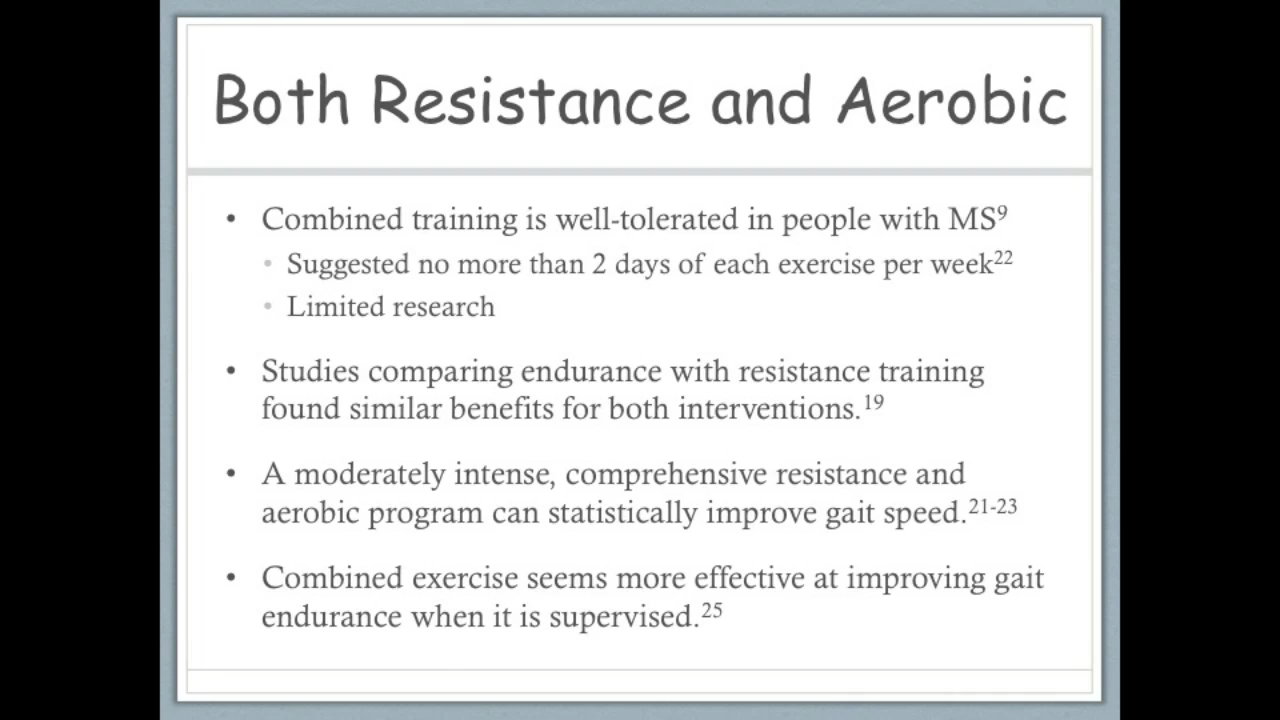 Both Resistance and Aerobic
• Combined training is well-tolerated in people with MS⁹
• Suggested no more than 2 days of each exercise per week²²
• Limited research
• Studies comparing endurance with resistance training
found similar benefits for both interventions.¹⁹
• A moderately intense, comprehensive resistance and
aerobic program can statistically improve gait speed.²¹⁻²³
• Combined exercise seems more effective at improving gait
endurance when it is supervised.²⁵